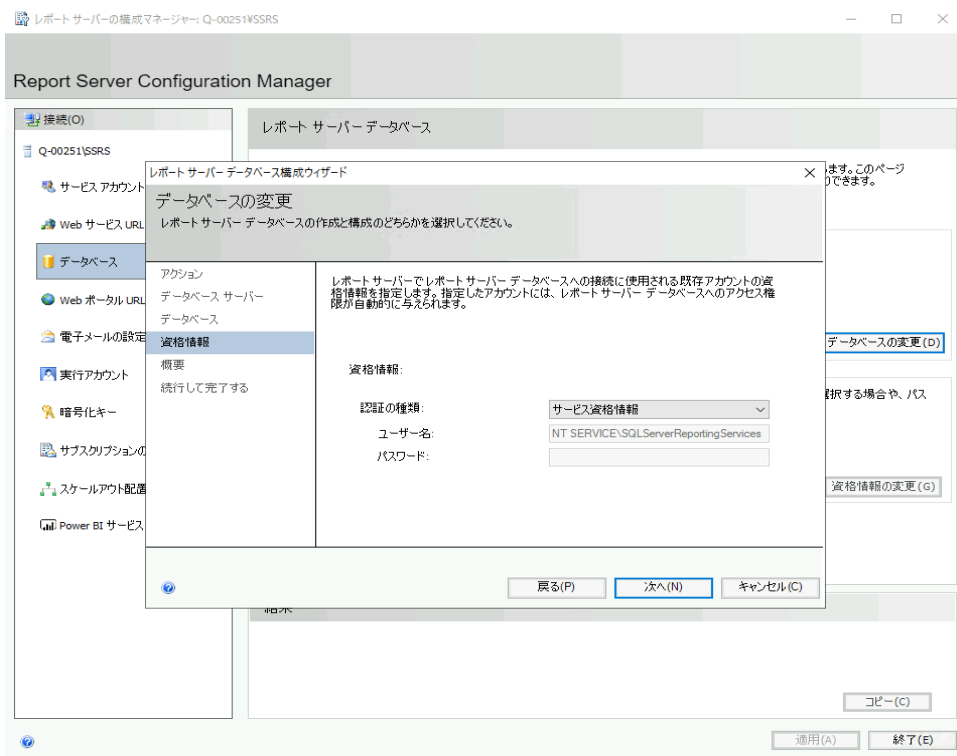 レポート サーバーの構成マネージャー: Q-00251¥SSRS
Report Server Configuration Manager
接続(O)
Q-00251\SSRS
サービス アカウント
Web サービス URL
データベース
Web ポータル URL
電子メールの設定
実行アカウント
暗号化キー
サブスクリプションの
スケールアウト配置
Power BI サービス
レポート サーバー データベース
ます。このページ
できます。
データベースの変更(D)
択する場合や、パス
資格情報の変更(G)
レポート サーバー データベース構成ウィザード
データベースの変更
レポート サーバー データベースの作成と構成のどちらかを選択してください。
アクション
データベース サーバー
データベース
資格情報
概要
続行して完了する
レポート サーバーでレポート サーバー データベースへの接続に使用される既存アカウントの資
格情報を指定します。指定したアカウントには、レポート サーバー データベースへのアクセス権
限が自動的に与えられます。
資格情報:
認証の種類: サービス資格情報
ユーザー名: NT SERVICE\SQLServerReportingServices
パスワード:
戻る(P) 次へ(N) キャンセル(C)
結果
コピー(C)
適用(A) 終了(E)